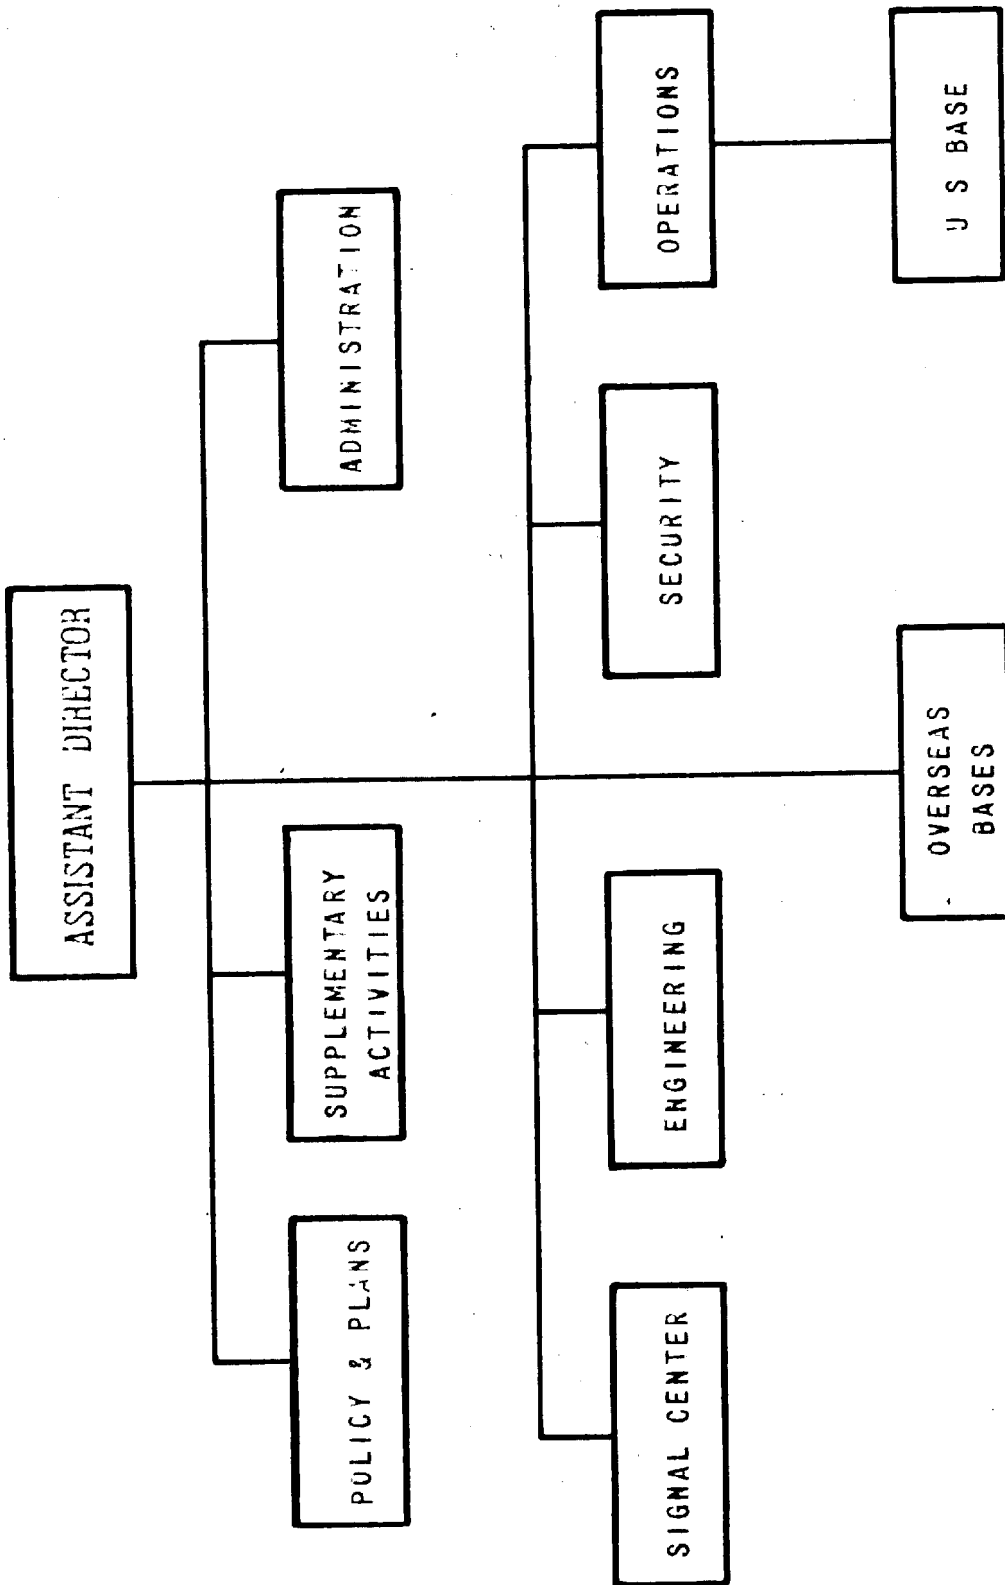 ASSISTANT DIRECTOR
POLICY & PLANS
SUPPLEMENTARY
ACTIVITIES
ADMINISTRATION
SIGNAL CENTER
ENGINEERING
SECURITY
OPERATIONS
OVERSEAS
BASES
U S BASE